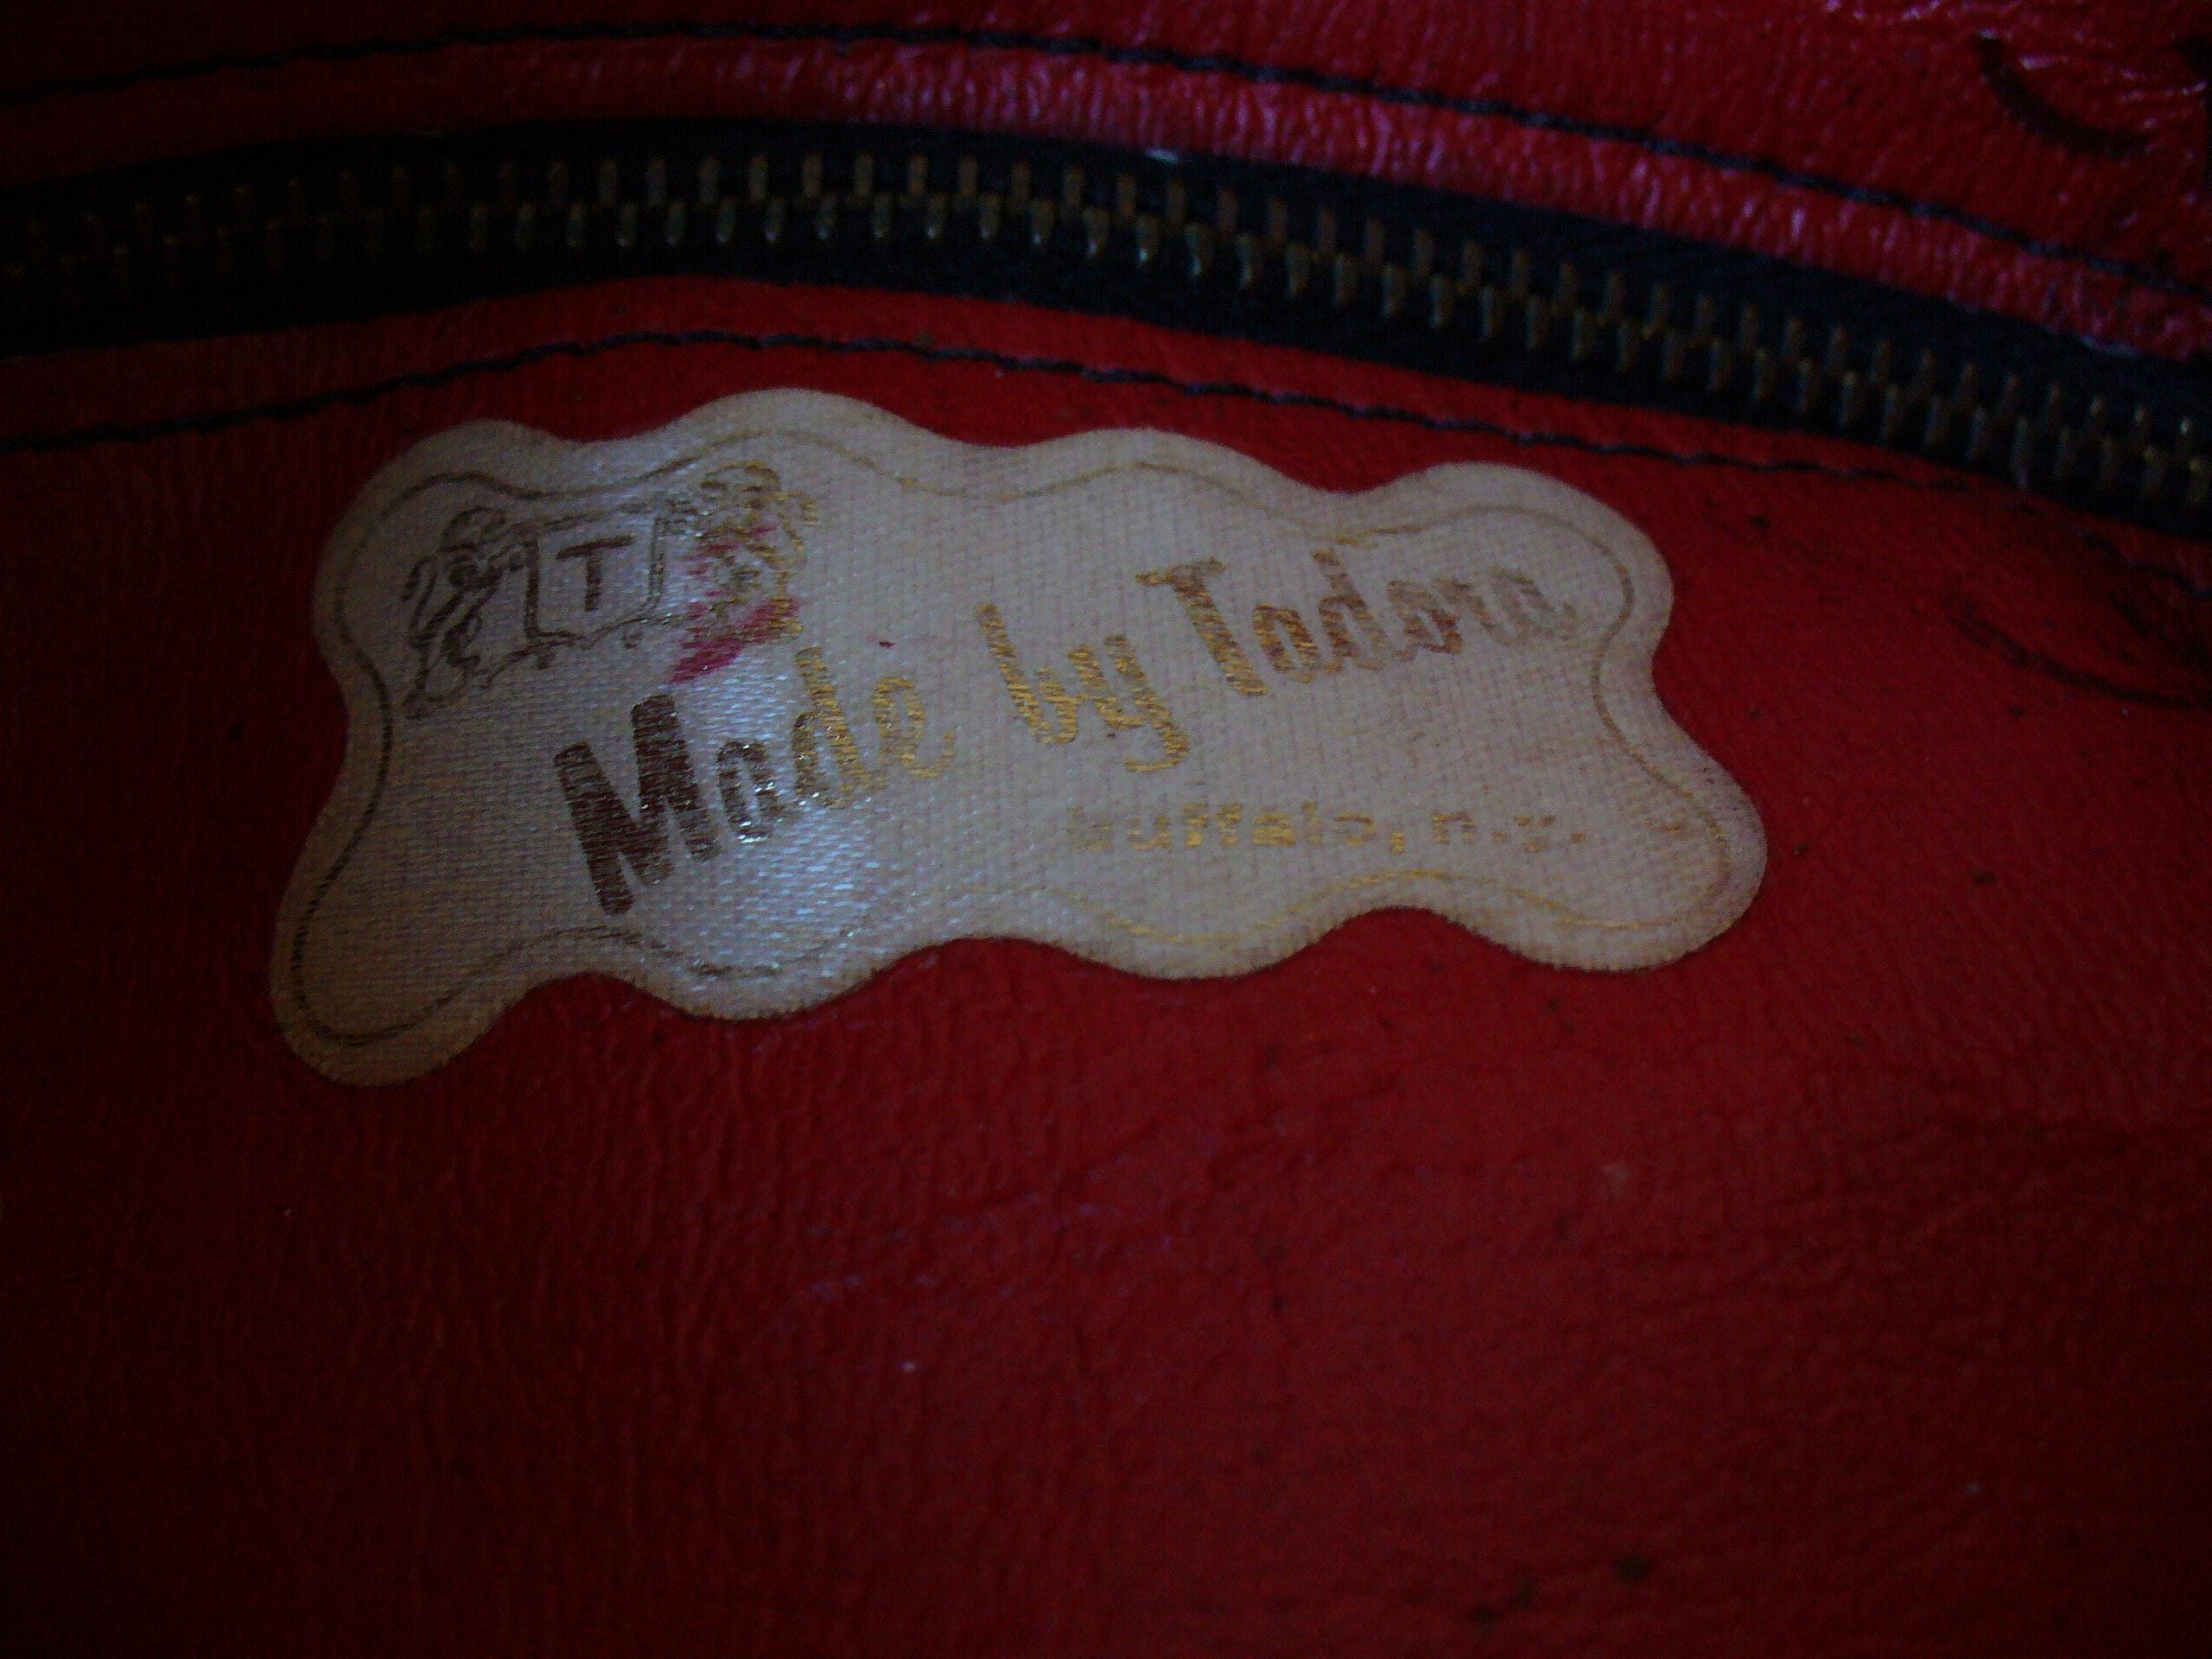 T
Made by Tadora
buffalo, n.y.